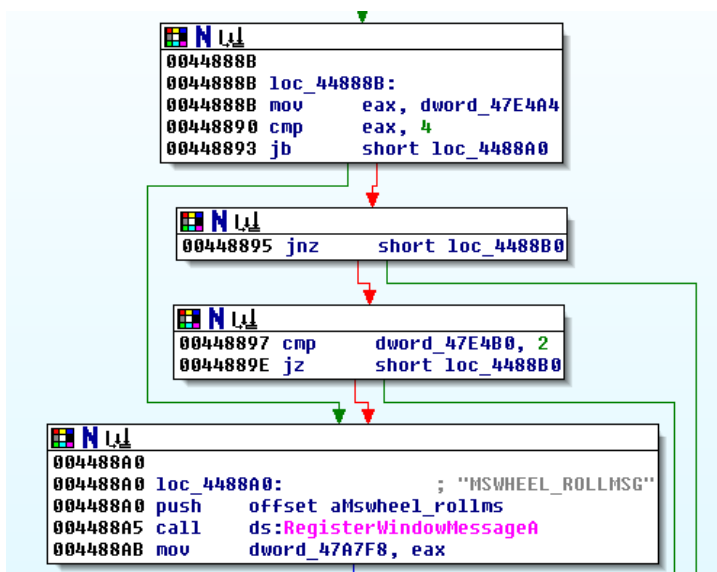 N
0044888B
0044888B loc_44888B:
0044888B mov eax, dword_47E4A4
00448890 cmp eax, 4
00448893 jb short loc_4488A0
N
00448895 jnz short loc_4488B0
N
00448897 cmp dword_47E4B0, 2
0044889E jz short loc_4488B0
N
004488A0
004488A0 loc_4488A0: ; "MSWHEEL_ROLLMSG"
004488A0 push offset aMswheel_rollms
004488A5 call ds:RegisterWindowMessageA
004488AB mov dword_47A7F8, eax